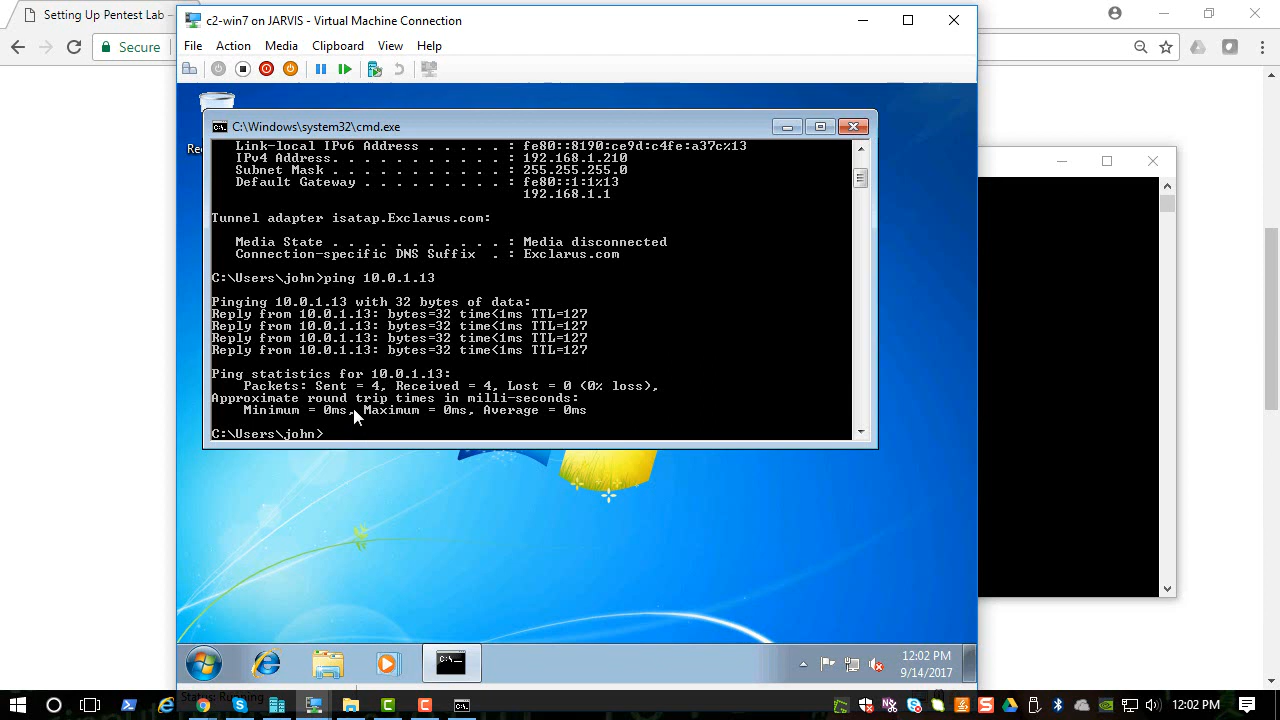 Setting Up Pentest Lab –
Secure
c2-win7 on JARVIS - Virtual Machine Connection
File Action Media Clipboard View Help
C:\Windows\system32\cmd.exe
Link-local IPv6 Address . . . . . : fe80::8190:ce9d:c4fe:a37c%13
IPv4 Address. . . . . . . . . . . : 192.168.1.210
Subnet Mask . . . . . . . . . . . : 255.255.255.0
Default Gateway . . . . . . . . . : fe80::1:1%13
192.168.1.1
Tunnel adapter isatap.Exclarus.com:
Media State . . . . . . . . . . . : Media disconnected
Connection-specific DNS Suffix  . : Exclarus.com
C:\Users\john>ping 10.0.1.13
Pinging 10.0.1.13 with 32 bytes of data:
Reply from 10.0.1.13: bytes=32 time<1ms TTL=127
Reply from 10.0.1.13: bytes=32 time<1ms TTL=127
Reply from 10.0.1.13: bytes=32 time<1ms TTL=127
Reply from 10.0.1.13: bytes=32 time<1ms TTL=127
Ping statistics for 10.0.1.13:
Packets: Sent = 4, Received = 4, Lost = 0 (0% loss),
Approximate round trip times in milli-seconds:
Minimum = 0ms, Maximum = 0ms, Average = 0ms
C:\Users\john>
12:02 PM
9/14/2017
Status: Running
12:02 PM